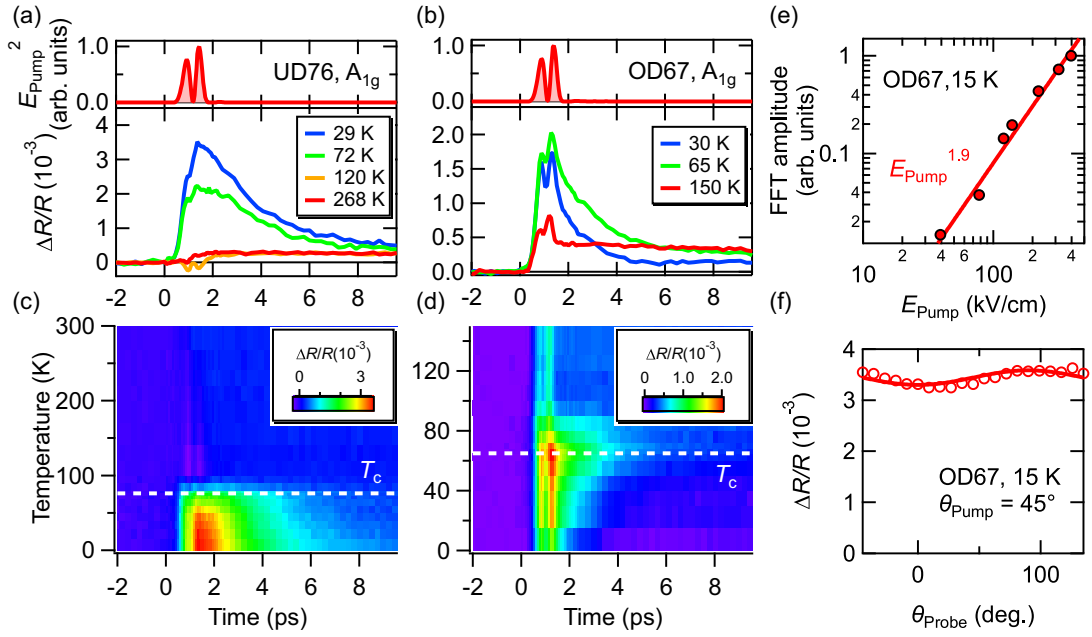 (a)
E_Pump^2
(arb. units)
1.0
0.0
UD76, A_1g
ΔR/R (10^-3)
4
3
2
1
0
29 K
72 K
120 K
268 K
-2 0 2 4 6 8
(b)
1.0
0.0
OD67, A_1g
2.0
1.5
1.0
0.5
0.0
30 K
65 K
150 K
-2 0 2 4 6 8
(c)
Temperature (K)
300
200
100
0
ΔR/R(10^-3)
0 3
T_c
-2 0 2 4 6 8
Time (ps)
(d)
120
80
40
0
ΔR/R(10^-3)
0 1.0 2.0
T_c
-2 0 2 4 6 8
Time (ps)
(e)
FFT amplitude
(arb. units)
1
0.1
OD67,15 K
E_Pump^1.9
10 2 4 6 100 2 4
E_Pump (kV/cm)
(f)
ΔR/R (10^-3)
4
3
2
1
0
OD67, 15 K
θ_Pump = 45°
0 100
θ_Probe (deg.)